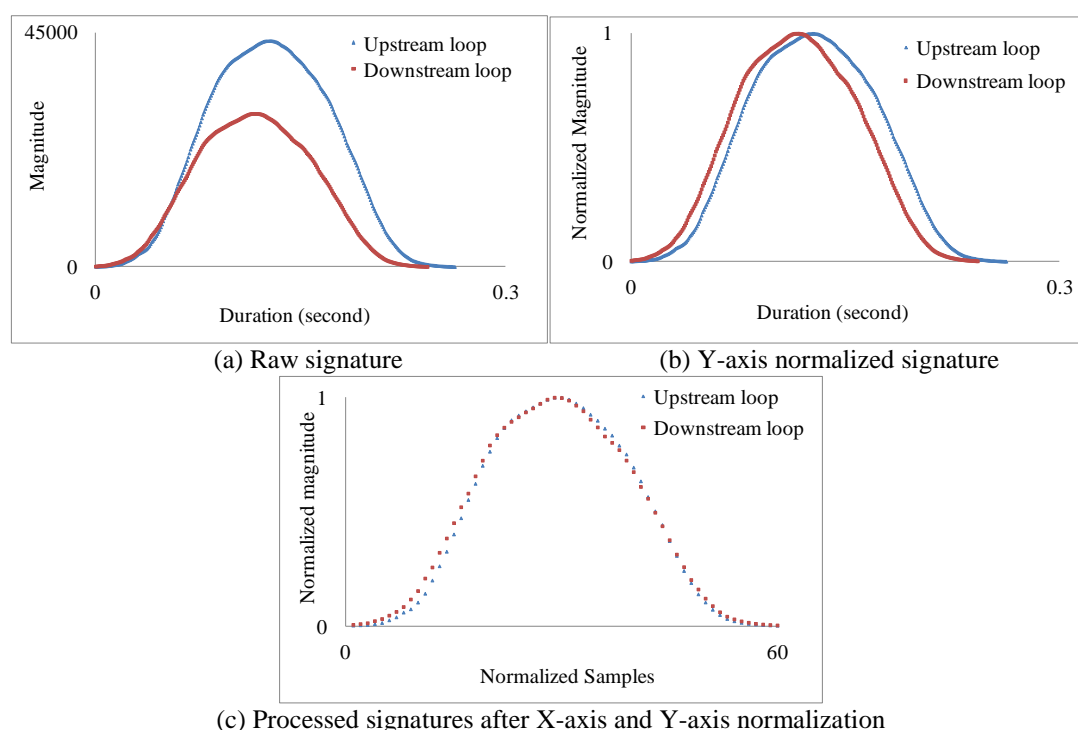 45000
Upstream loop
Downstream loop
Magnitude
0
0
0.3
Duration (second)
(a) Raw signature
1
Upstream loop
Downstream loop
Normalized Magnitude
0
0
0.3
Duration (second)
(b) Y-axis normalized signature
1
Upstream loop
Downstream loop
Normalized magnitude
0
0
60
Normalized Samples
(c) Processed signatures after X-axis and Y-axis normalization